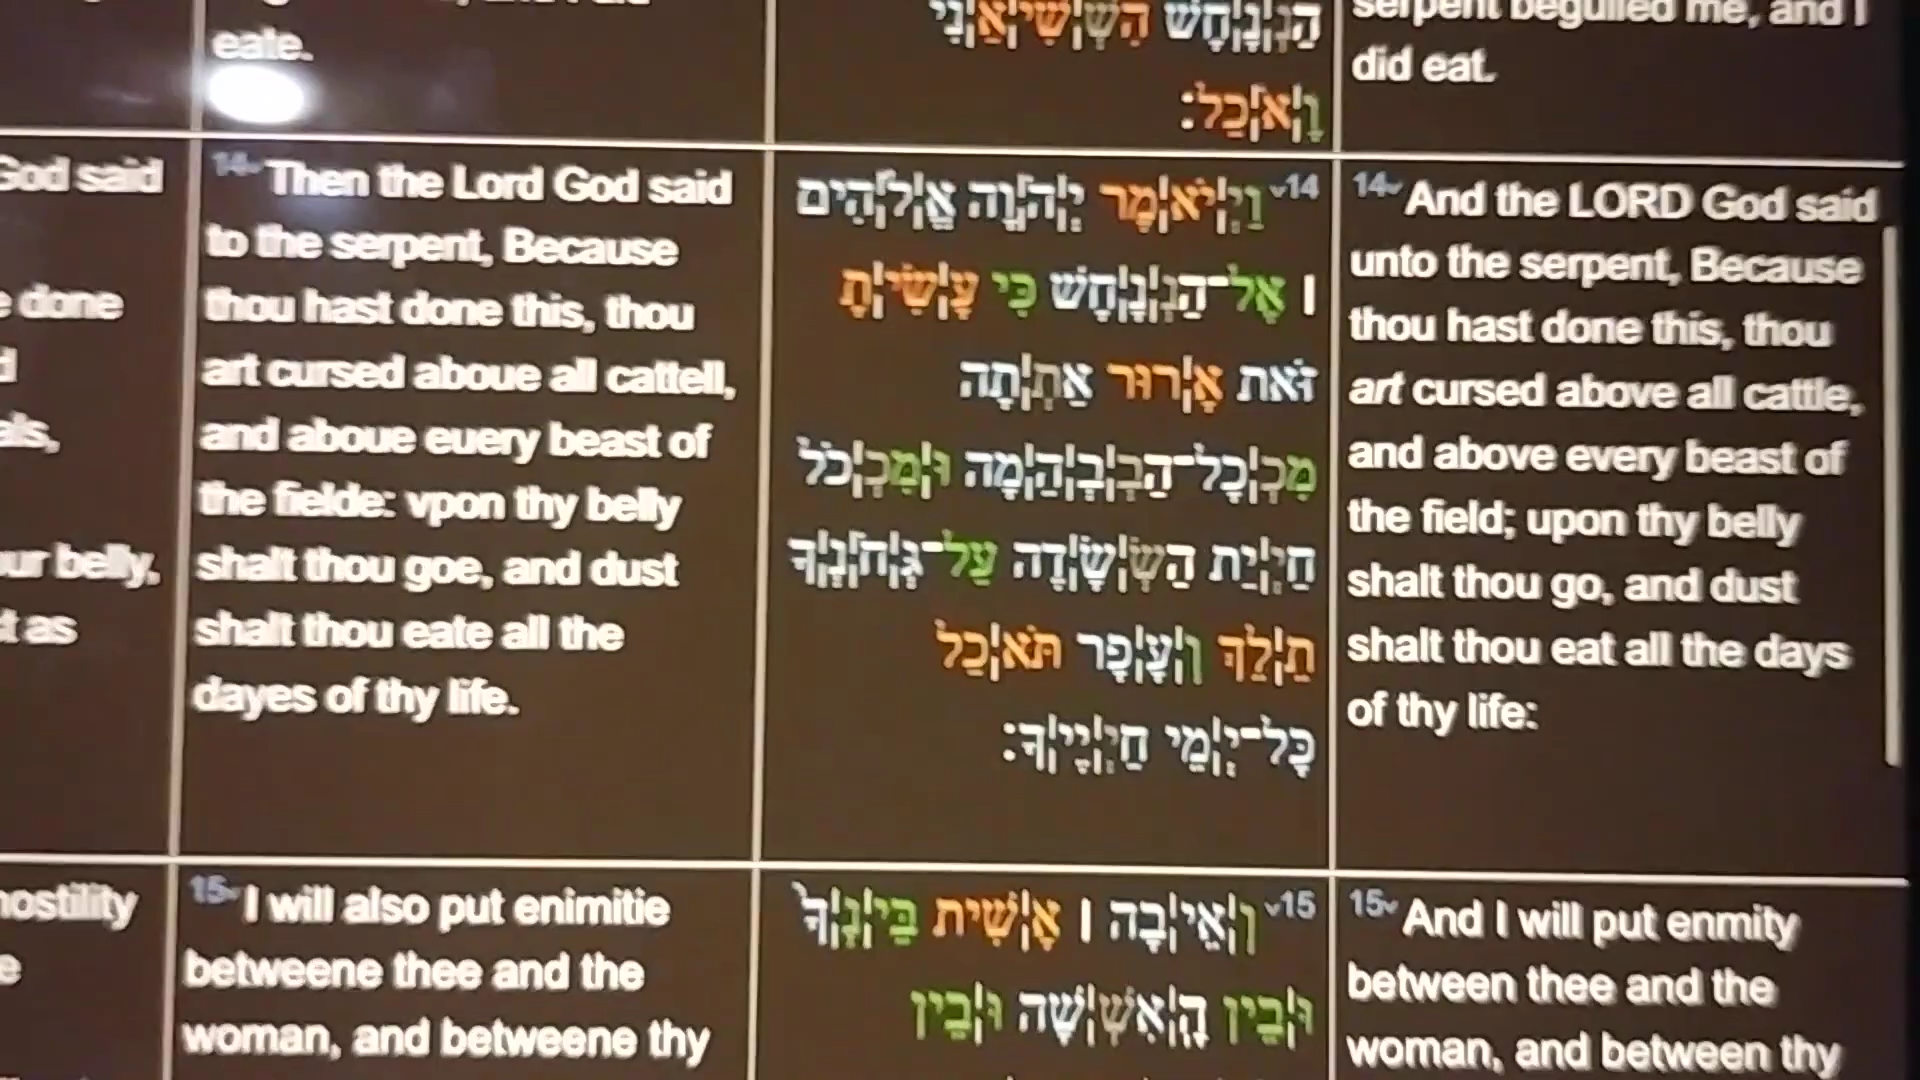 eate.
הַנְ¦נָ¦חָשׁ הִשְׁ¦שִׁי¦אַ¦נִי
וָ¦אֹ¦כֵל׃
serpent beguiled me, and I
did eat.
God said
done
ur belly,
t as
14 Then the Lord God said
to the serpent, Because
thou hast done this, thou
art cursed aboue all cattell,
and aboue euery beast of
the fielde: vpon thy belly
shalt thou goe, and dust
shalt thou eate all the
dayes of thy life.
14 וַיְ¦יֹּא¦מֶר יְ¦הֹ¦וָה אֱ¦לֹ¦הִים
׀ אֶל־הַנְ¦נָ¦חָשׁ כִּי עָ¦שִׂי¦תָ
זֹּאת אָ¦רוּר אַתְ¦תָה
מִכְ¦כָל־הַבְ¦בְ¦הֵ¦מָה וּ¦מִכְ¦כֹל
חַיְ¦יַת הַשְׂ¦שָׂ¦דֶה עַל־גְּ¦חֹ¦נְ¦ךָ
תֵ¦לֵךְ וְ¦עָ¦פָר תֹּא¦כַל
כָּל־יְ¦מֵי חַיְ¦יֶי¦ךָ׃
14 And the LORD God said
unto the serpent, Because
thou hast done this, thou
art cursed above all cattle,
and above every beast of
the field; upon thy belly
shalt thou go, and dust
shalt thou eat all the days
of thy life:
hostility
15 I will also put enimitie
betweene thee and the
woman, and betweene thy
15 וְ¦אֵי¦בָה ׀ אָ¦שִׁית בֵּי¦נְ¦ךָ
וּ¦בֵין הָ¦אִשְׁ¦שָׁה וּ¦בֵין
15 And I will put enmity
between thee and the
woman, and between thy